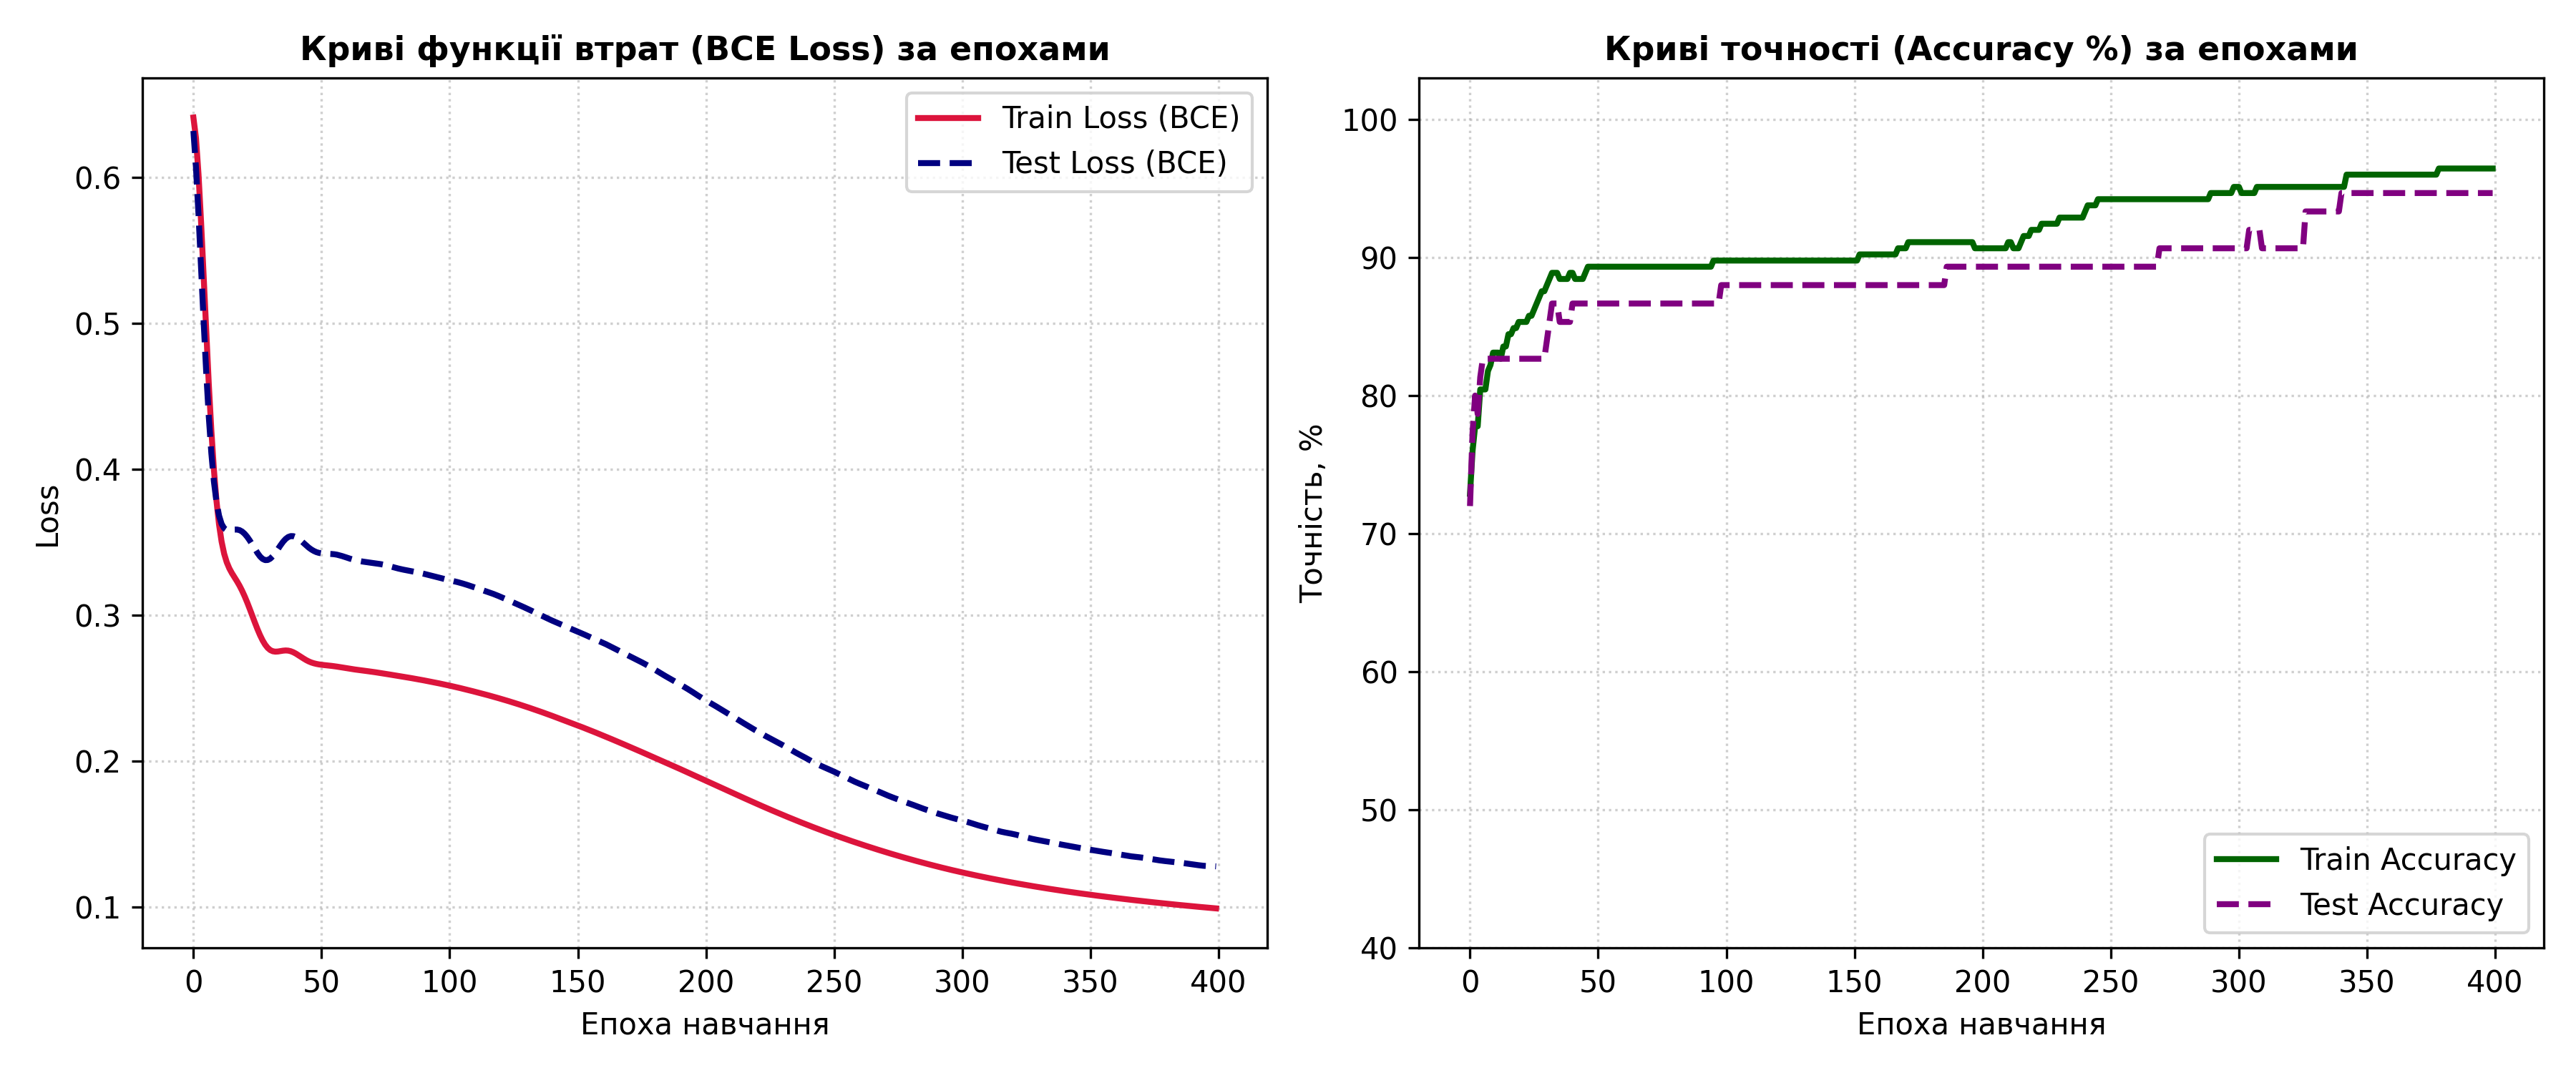 Криві функції втрат (BCE Loss) за епохами
Train Loss (BCE)
Test Loss (BCE)
Loss
0.6
0.5
0.4
0.3
0.2
0.1
0 50 100 150 200 250 300 350 400
Епоха навчання
Криві точності (Accuracy %) за епохами
Точність, %
100
90
80
70
60
50
40
Train Accuracy
Test Accuracy
0 50 100 150 200 250 300 350 400
Епоха навчання